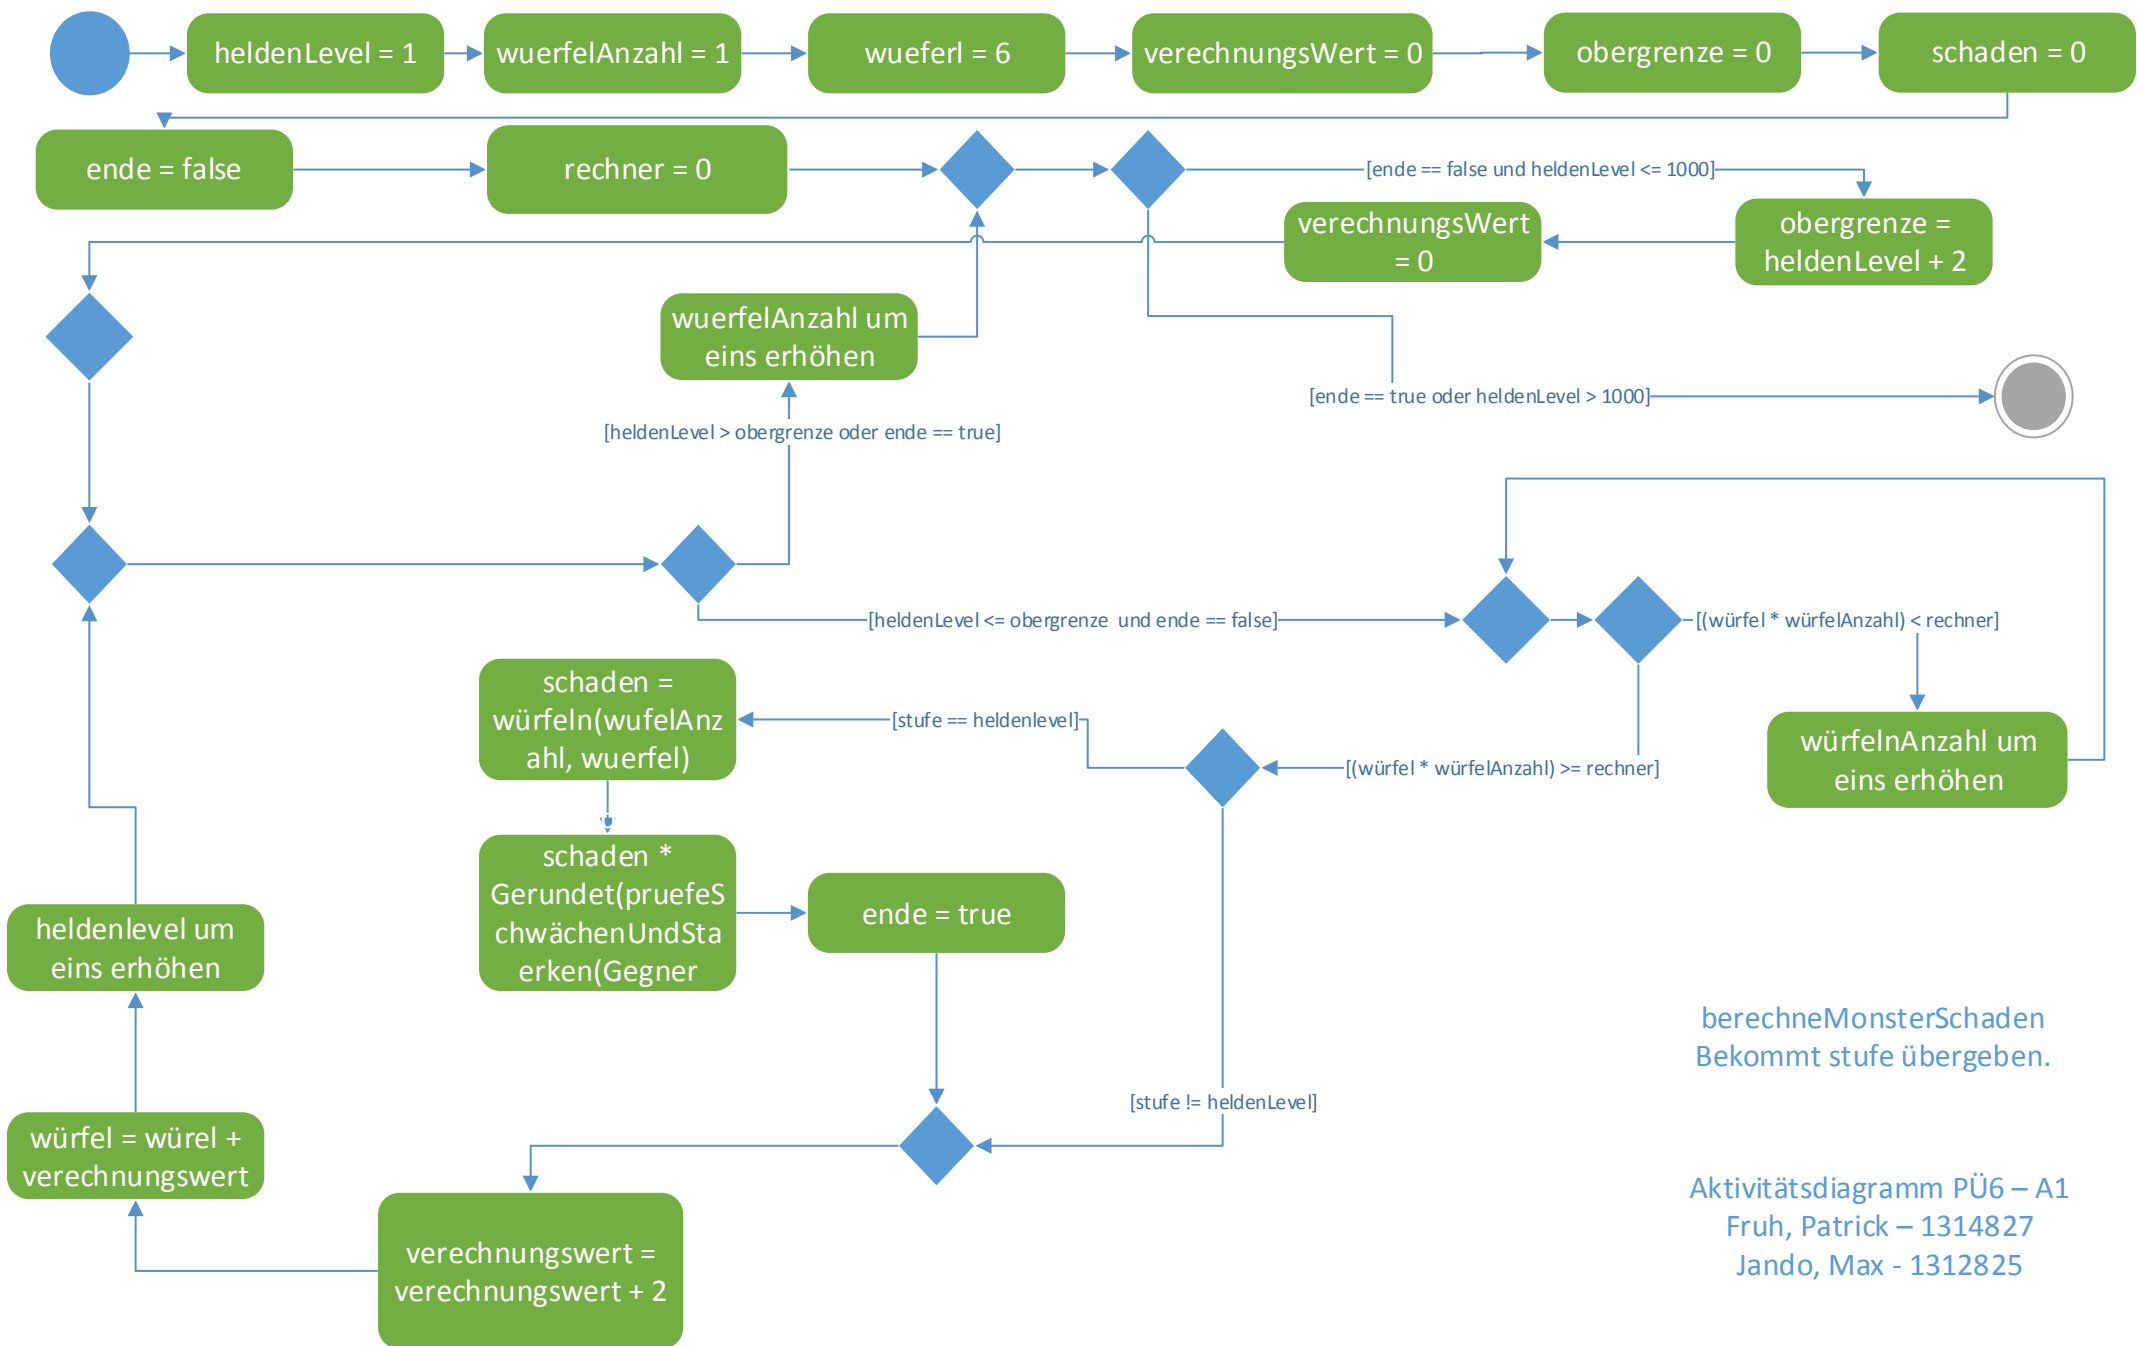 heldenLevel = 1
wuerfelAnzahl = 1
wueferl = 6
verechnungsWert = 0
obergrenze = 0
schaden = 0
ende = false
rechner = 0
[ende == false und heldenLevel <= 1000]
obergrenze =
heldenLevel + 2
verechnungsWert
= 0
wuerfelAnzahl um
eins erhöhen
[ende == true oder heldenLevel > 1000]
[heldenLevel > obergrenze oder ende == true]
[heldenLevel <= obergrenze  und ende == false]
[(würfel * würfelAnzahl) < rechner]
würfelnAnzahl um
eins erhöhen
[(würfel * würfelAnzahl) >= rechner]
[stufe == heldenlevel]
schaden =
würfeln(wufelAnz
ahl, wuerfel)
schaden *
Gerundet(pruefeS
chwächenUndSta
erken(Gegner
ende = true
[stufe != heldenLevel]
verechnungswert =
verechnungswert + 2
würfel = würel +
verechnungswert
heldenlevel um
eins erhöhen
berechneMonsterSchaden
Bekommt stufe übergeben.
Aktivitätsdiagramm PÜ6 – A1
Fruh, Patrick – 1314827
Jando, Max - 1312825